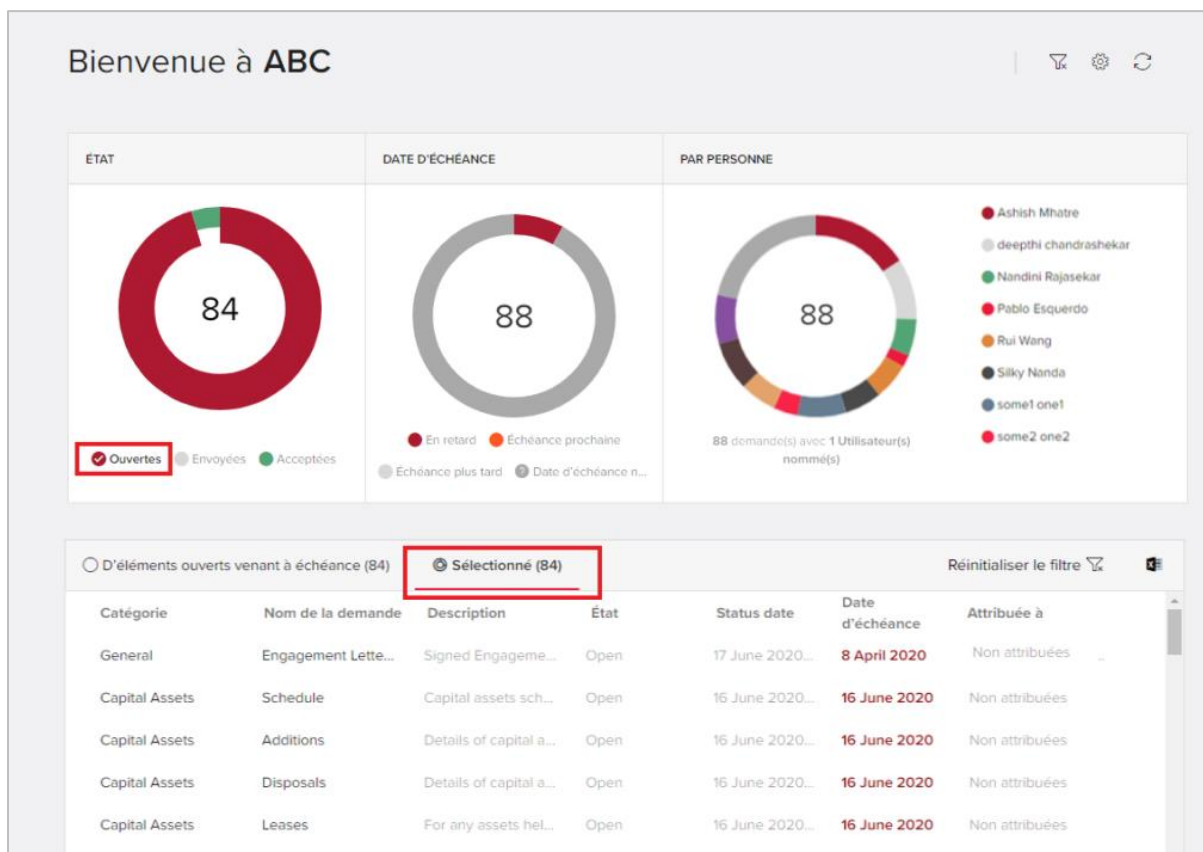 Bienvenue à ABC
ÉTAT
DATE D'ÉCHÉANCE
PAR PERSONNE
84
Ouvertes Envoyées Acceptées
88
En retard Échéance prochaine
Échéance plus tard Date d'échéance n...
88
88 demande(s) avec 1 Utilisateur(s)
nommé(s)
Ashish Mhatre
deepthi chandrashekar
Nandini Rajasekar
Pablo Esquerdo
Rui Wang
Silky Nanda
some1 one1
some2 one2
D'éléments ouverts venant à échéance (84) Sélectionné (84) Réinitialiser le filtre
Catégorie Nom de la demande Description État Status date Date d'échéance Attribuée à
General Engagement Lette... Signed Engageme... Open 17 June 2020... 8 April 2020 Non attribuées
Capital Assets Schedule Capital assets sch... Open 16 June 2020... 16 June 2020 Non attribuées
Capital Assets Additions Details of capital a... Open 16 June 2020... 16 June 2020 Non attribuées
Capital Assets Disposals Details of capital a... Open 16 June 2020... 16 June 2020 Non attribuées
Capital Assets Leases For any assets hel... Open 16 June 2020... 16 June 2020 Non attribuées